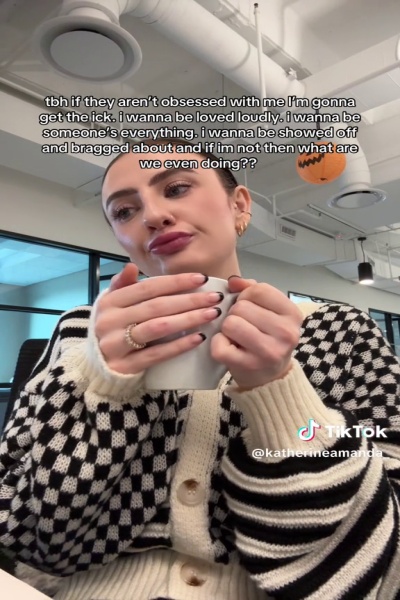 tbh if they aren't obsessed with me I'm gonna
get the ick. i wanna be loved loudly. i wanna be
someone's everything. i wanna be showed off
and bragged about and if im not then what are
we even doing??
TikTok
@katherineamanda